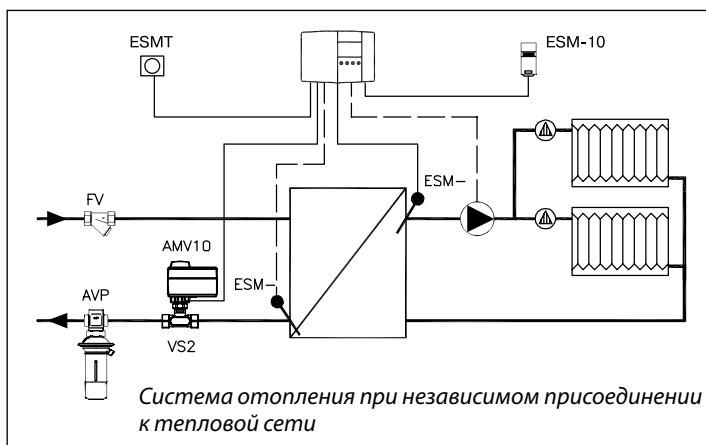 ESMT
ESM-10
FV
ESM-
AMV10
ESM-
AVP
VS2
Система отопления при независимом присоединении
к тепловой сети